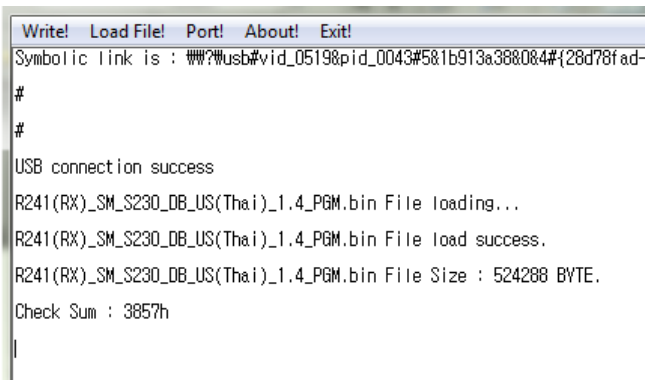 Write! Load File! Port! About! Exit!
Symbolic link is : ₩₩?₩usb#vid_0519&pid_0043#5&1b913a38&0&4#{28d78fad-
#
#
USB connection success
R241(RX)_SM_S230_DB_US(Thai)_1.4_PGM.bin File loading...
R241(RX)_SM_S230_DB_US(Thai)_1.4_PGM.bin File load success.
R241(RX)_SM_S230_DB_US(Thai)_1.4_PGM.bin File Size : 524288 BYTE.
Check Sum : 3857h